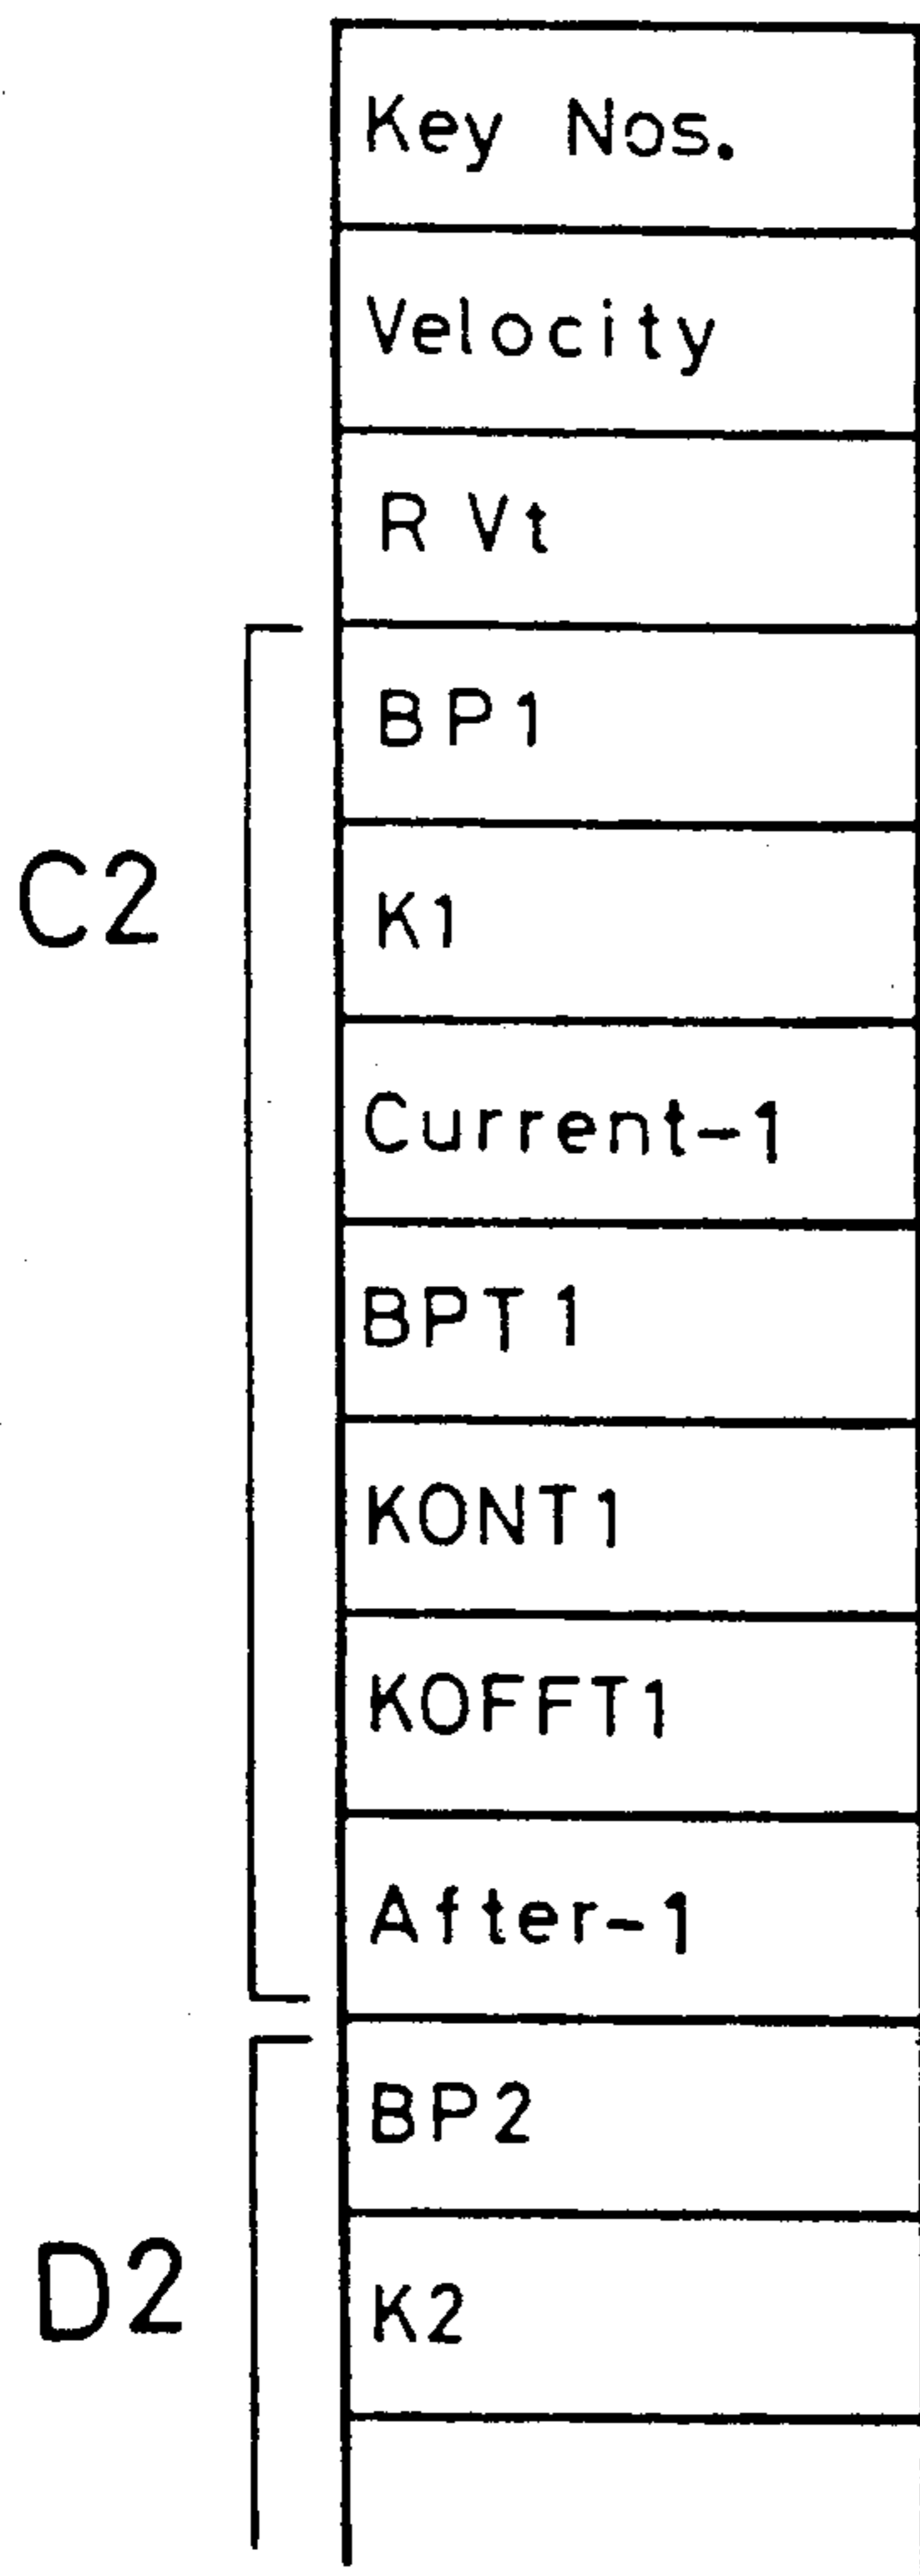 Key Nos.
Velocity
R Vt
BP1
C2
K1
Current-1
BPT1
KONT1
KOFFT1
After-1
BP2
D2
K2